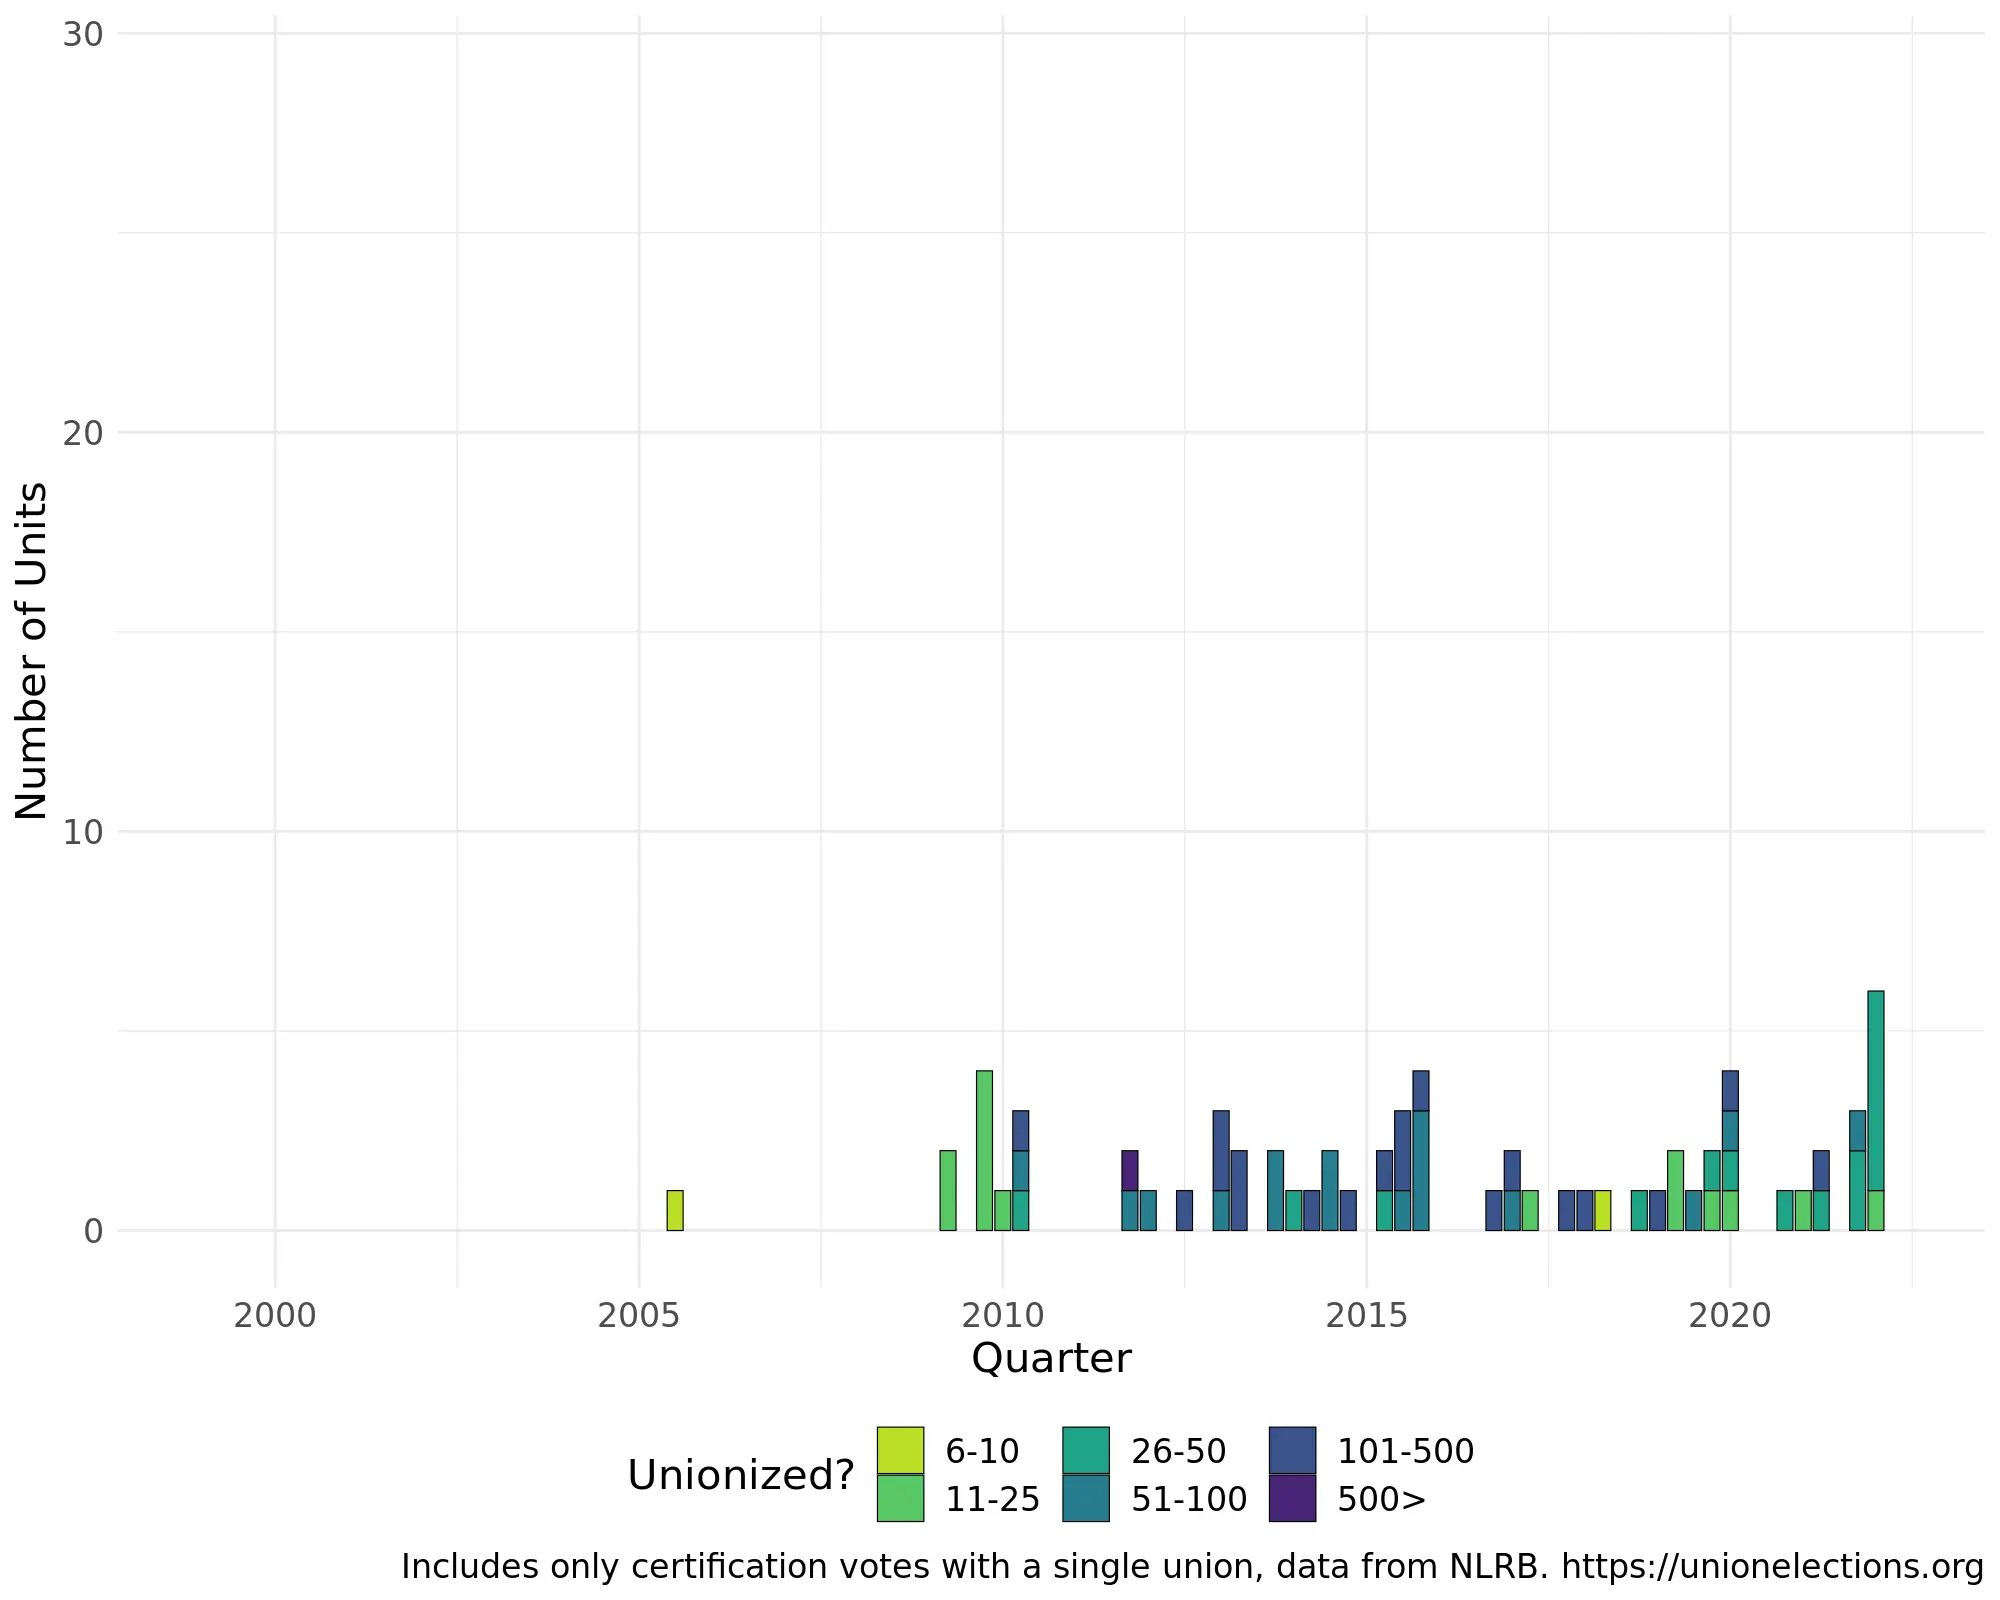 30
20
10
0
Number of Units
2000 2005 2010 2015 2020
Quarter
Unionized?
6-10 26-50 101-500
11-25 51-100 500>
Includes only certification votes with a single union, data from NLRB. https://unionelections.org